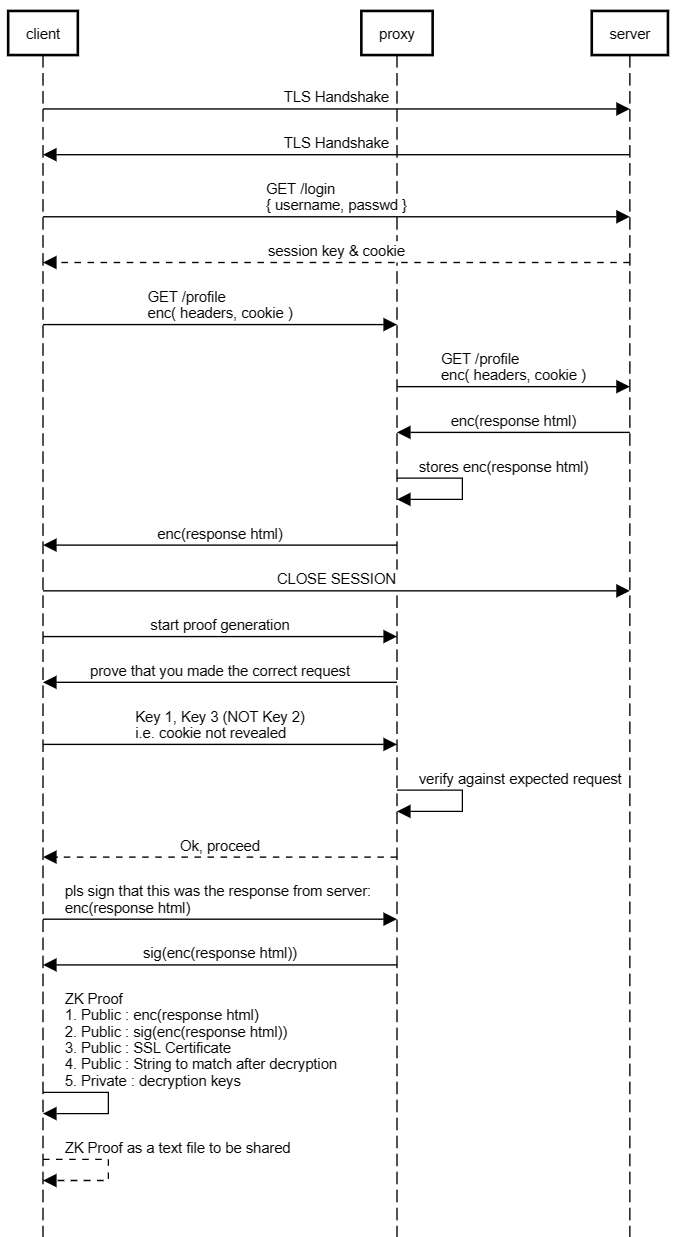 client
proxy
server
TLS Handshake
TLS Handshake
GET /login
{ username, passwd }
session key & cookie
GET /profile
enc( headers, cookie )
GET /profile
enc( headers, cookie )
enc(response html)
stores enc(response html)
enc(response html)
CLOSE SESSION
start proof generation
prove that you made the correct request
Key 1, Key 3 (NOT Key 2)
i.e. cookie not revealed
verify against expected request
Ok, proceed
pls sign that this was the response from server:
enc(response html)
sig(enc(response html))
ZK Proof
1. Public : enc(response html)
2. Public : sig(enc(response html))
3. Public : SSL Certificate
4. Public : String to match after decryption
5. Private : decryption keys
ZK Proof as a text file to be shared